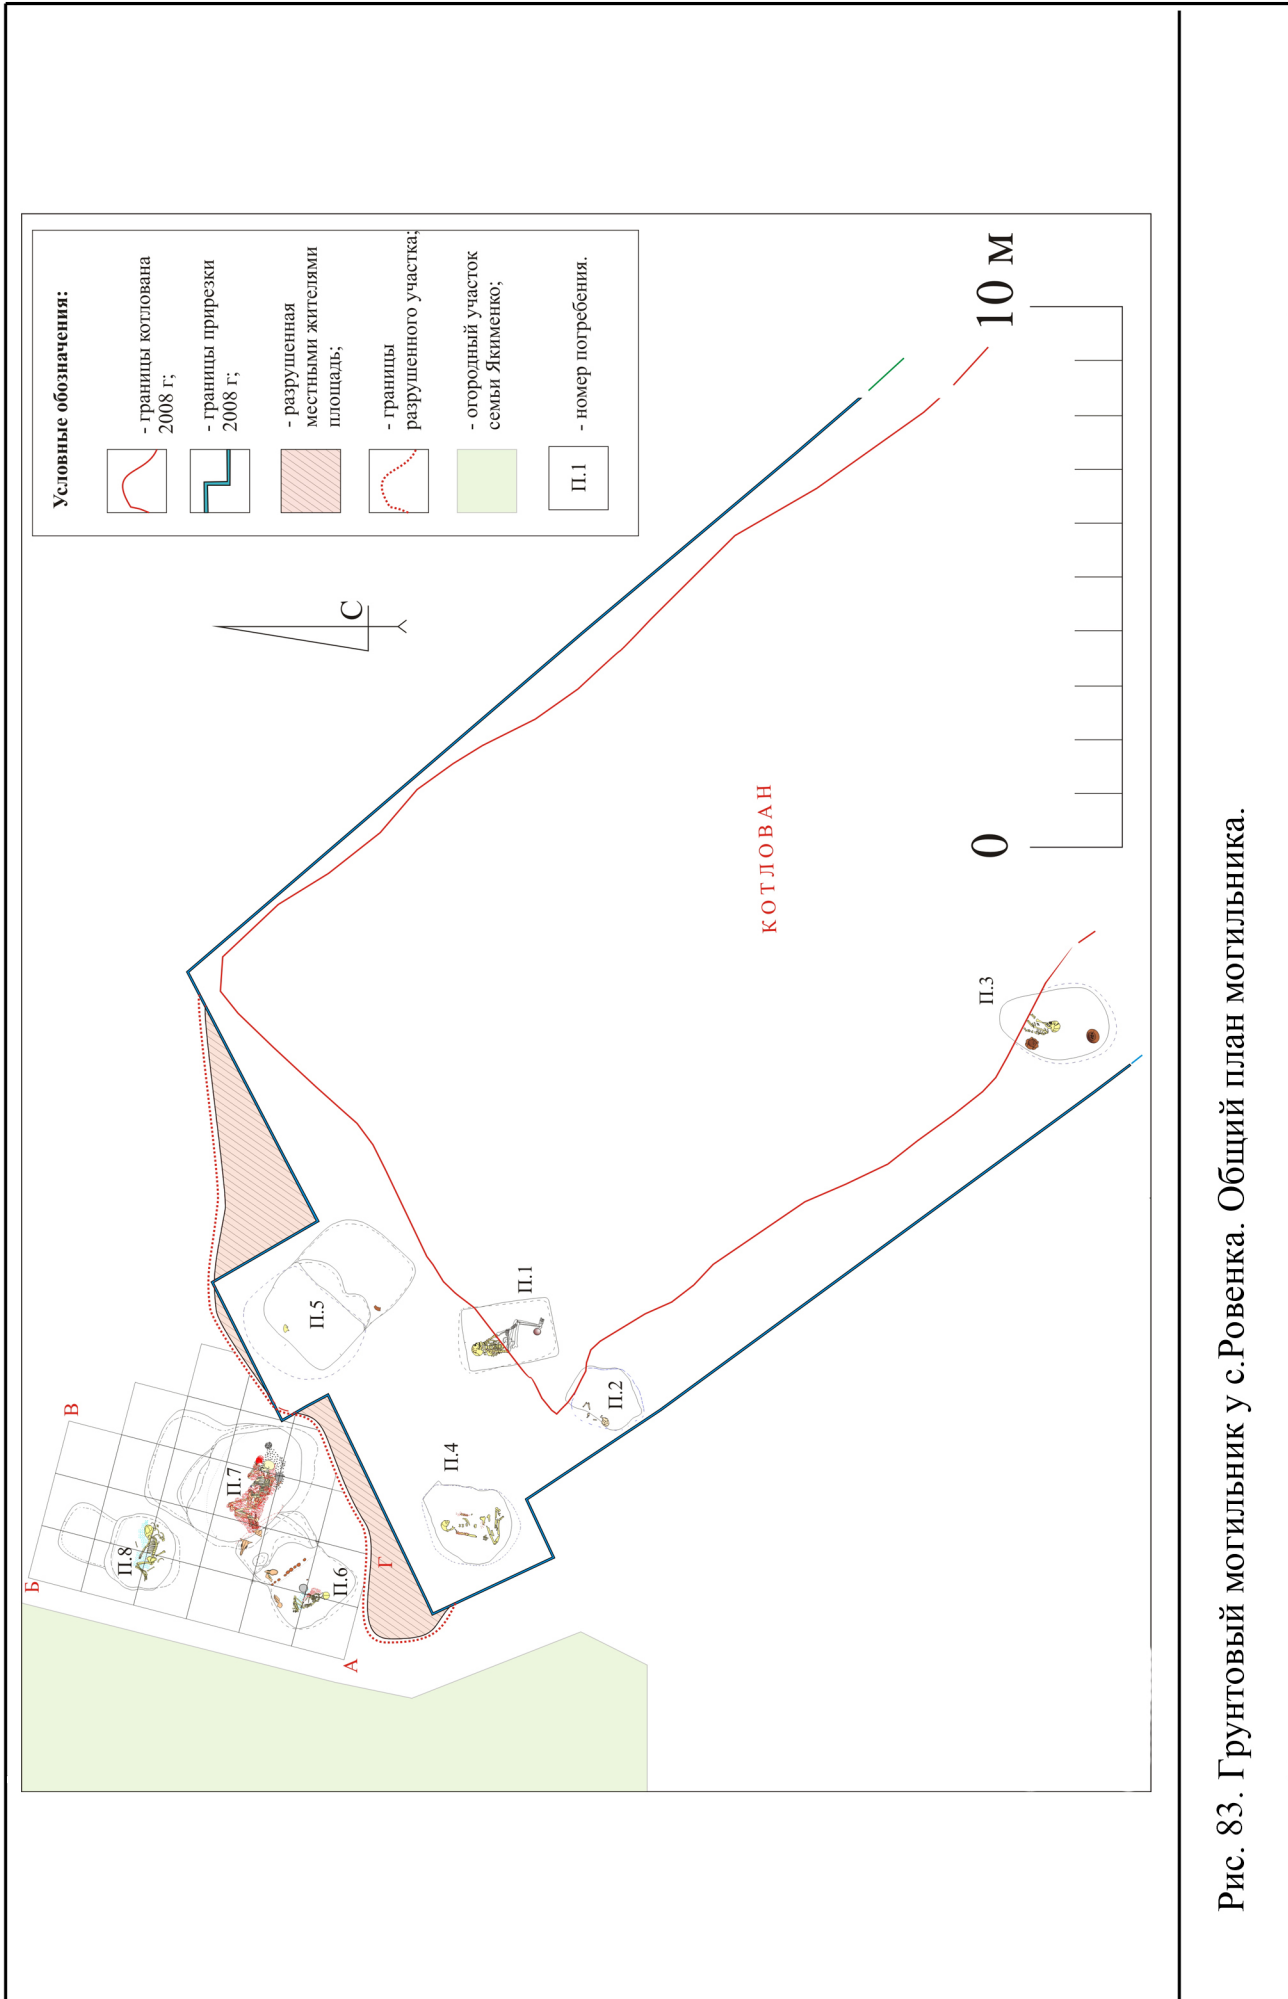 Условные обозначения:
- границы котлована
2008 г;
- границы прирезки
2008 г;
- разрушенная
местными жителями
площадь;
- границы
разрушенного участка;
- огородный участок
семьи Якименко;
П.1
- номер погребения.
С
Б
В
А
Г
П.8
П.7
П.6
П.5
П.4
П.1
П.2
П.3
КОТЛОВАН
0
10 м
Рис. 83. Грунтовый могильник у с.Ровенка. Общий план могильника.